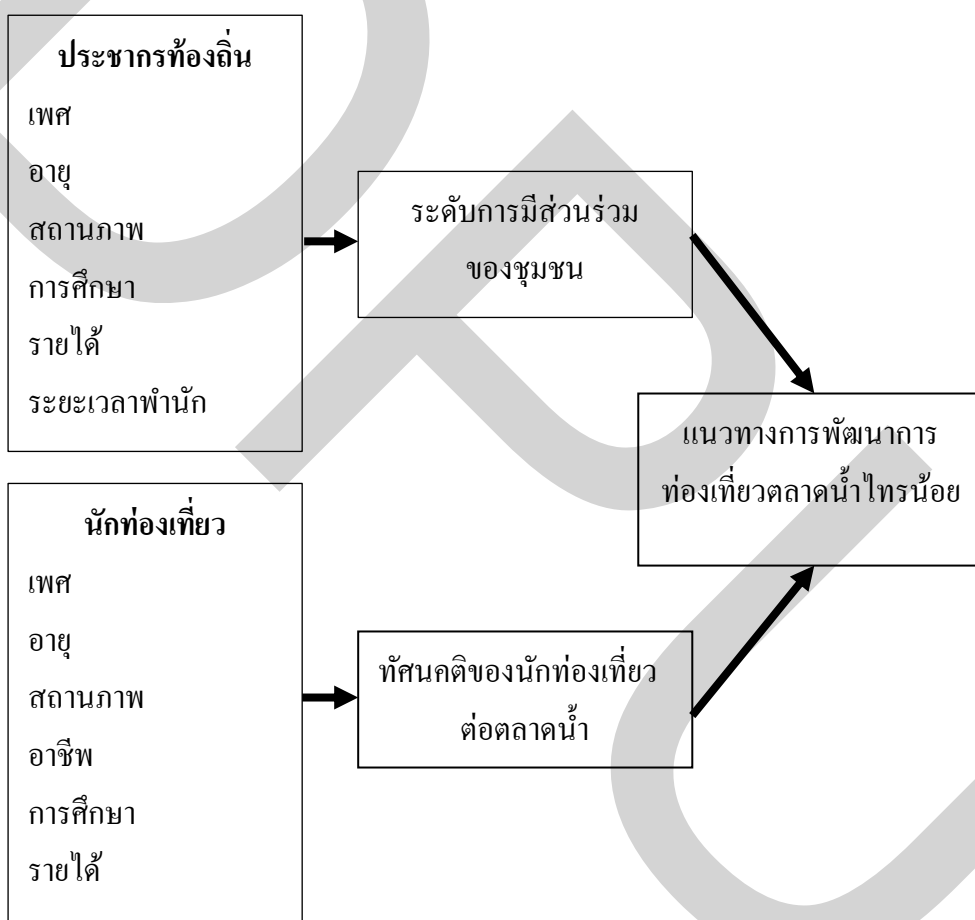 ประชากรท้องถิ่น
เพศ
อายุ
สถานภาพ
การศึกษา
รายได้
ระยะเวลาพำนัก
ระดับการมีส่วนร่วม
ของชุมชน
แนวทางการพัฒนาการ
ท่องเที่ยวตลาดน้ำไทรน้อย
นักท่องเที่ยว
เพศ
อายุ
สถานภาพ
อาชีพ
การศึกษา
รายได้
ทัศนคติของนักท่องเที่ยว
ต่อตลาดน้ำ